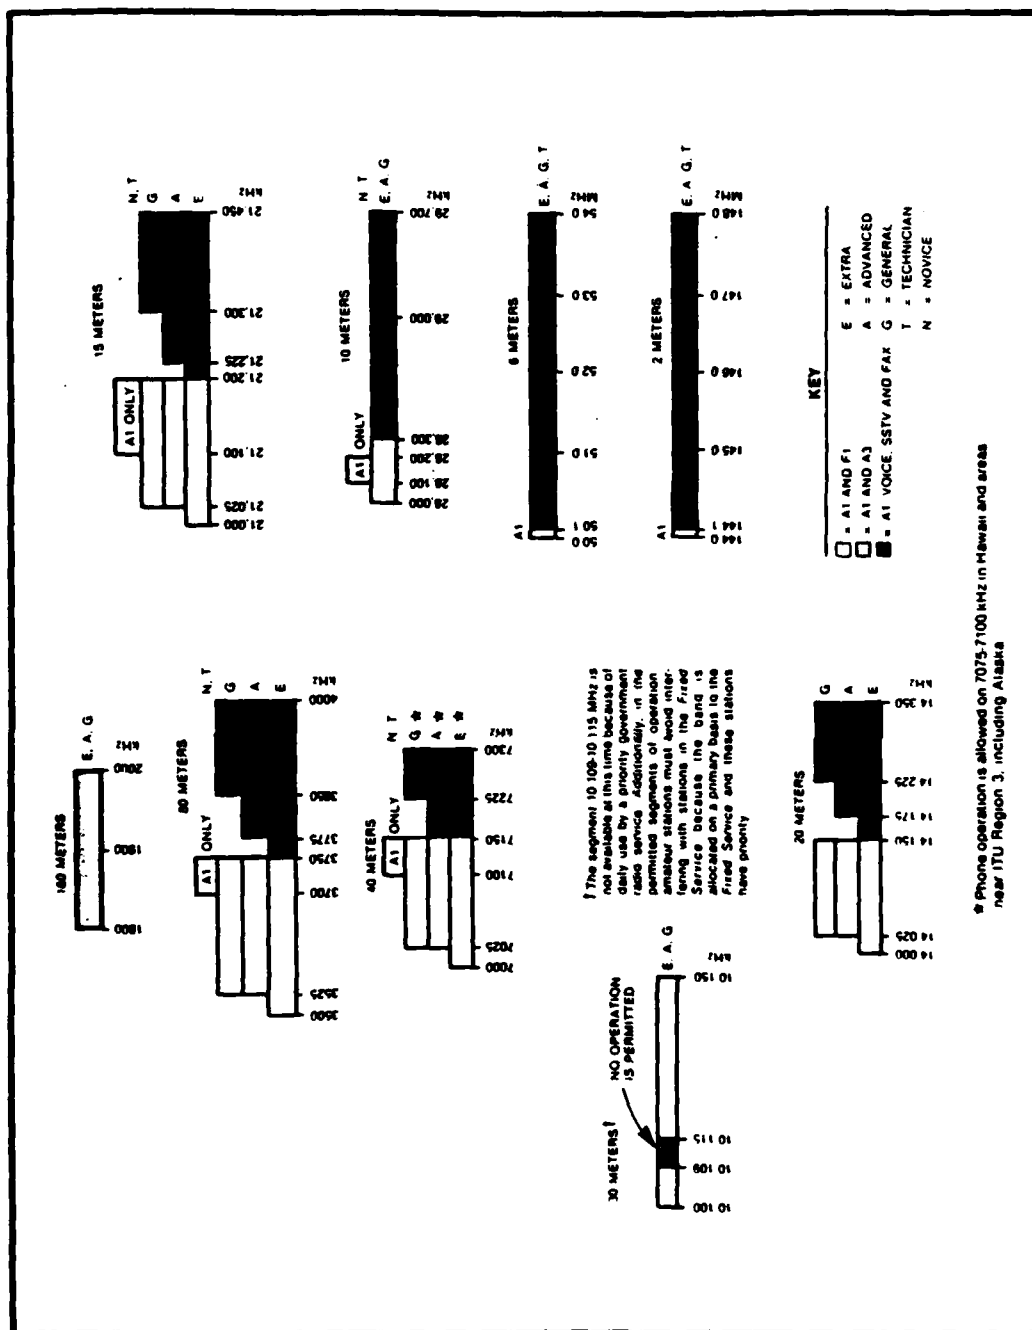 160 METERS
E, A, G
1800 1900 2000
kHz
80 METERS
A1 ONLY N, T
G
A
E
3500 3525 3700 3750 3775 3850 4000
kHz
40 METERS
A1 ONLY N T
G★
A★
E★
7000 7025 7100 7150 7225 7300
kHz
30 METERS†
NO OPERATION
IS PERMITTED
E, A, G
10 100 10 109 10 115 10 150
kHz
† The segment 10 109-10 115 MHz is
not available at this time because of
daily use by a priority government
radio service. Additionally, in the
permitted segments of operation
amateur stations must avoid inter-
fering with stations in the Fixed
Service because the band is
allocated on a primary basis to the
Fixed Service and these stations
have priority
20 METERS
G
A
E
14 000 14 025 14 150 14 175 14 225 14 350
kHz
15 METERS
A1 ONLY N, T
G
A
E
21,000 21,025 21,100 21,200 21,225 21,300 21,450
kHz
10 METERS
A1 ONLY N T
E, A, G
28,000 28,100 28,200 28,300 29,000 29,700
kHz
6 METERS
A1 E, A, G, T
50 0 50 1 51 0 52 0 53 0 54 0
MHz
2 METERS
A1 E, A, G, T
144 0 144 1 145 0 146 0 147 0 148 0
MHz
KEY
= A1 AND F1 E = EXTRA
= A1 AND A3 A = ADVANCED
= A1 VOICE, SSTV AND FAX G = GENERAL
T = TECHNICIAN
N = NOVICE
★ Phone operation is allowed on 7075-7100 kHz in Hawaii and areas
near ITU Region 3, including Alaska